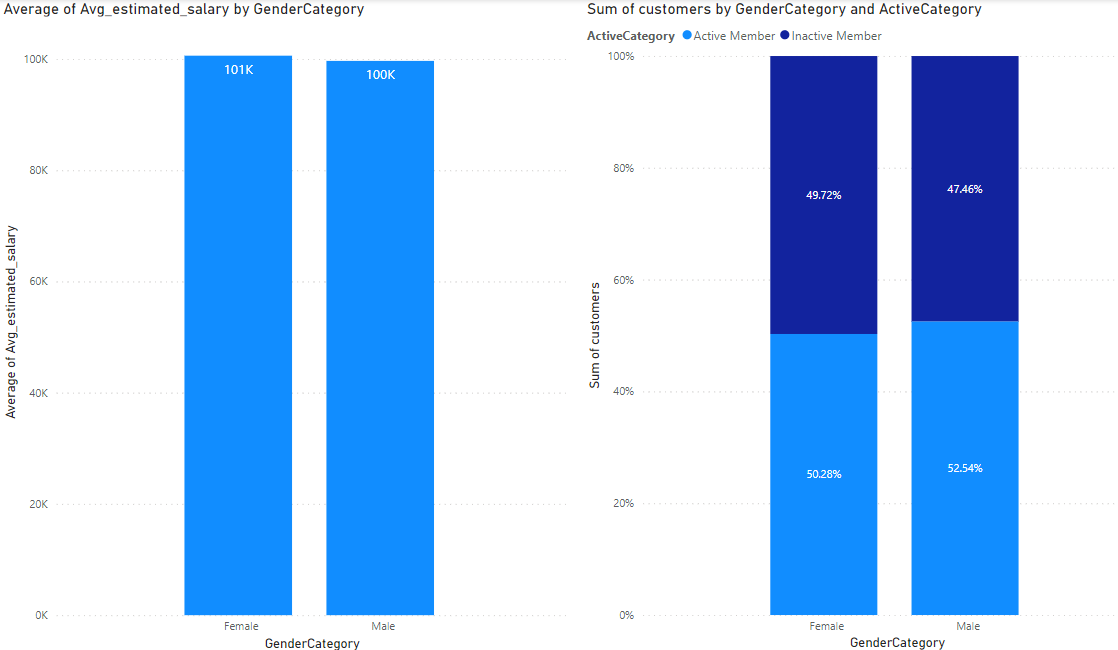 Average of Avg_estimated_salary by GenderCategory
100K
80K
60K
40K
20K
0K
Average of Avg_estimated_salary
101K
100K
Female
Male
GenderCategory
Sum of customers by GenderCategory and ActiveCategory
ActiveCategory Active Member Inactive Member
100%
80%
60%
40%
20%
0%
Sum of customers
49.72%
47.46%
50.28%
52.54%
Female
Male
GenderCategory